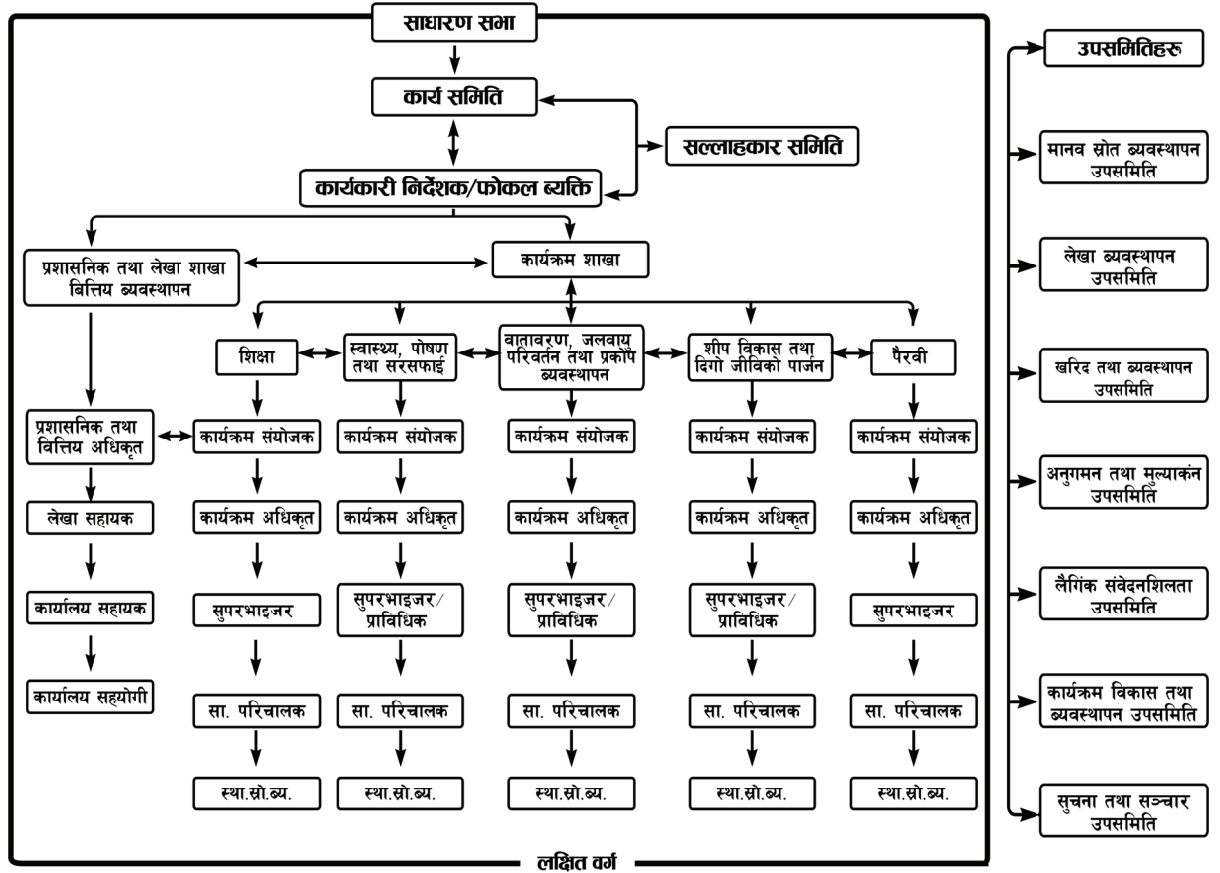 साधारण सभा
कार्य समिति
सल्लाहकार समिति
कार्यकारी निर्देशक/फोकल ब्यक्ति
प्रशासनिक तथा लेखा शाखा
बित्तिय ब्यवस्थापन
कार्यक्रम शाखा
शिक्षा
स्वास्थ्य, पोषण
तथा सरसफाई
वातावरण, जलवायु
परिवर्तन तथा प्रकोप
ब्यवस्थापन
शीप विकास तथा
दिगो जीविको पार्जन
पैरवी
प्रशासनिक तथा
वित्तिय अधिकृत
कार्यक्रम संयोजक
कार्यक्रम संयोजक
कार्यक्रम संयोजक
कार्यक्रम संयोजक
कार्यक्रम संयोजक
लेखा सहायक
कार्यक्रम अधिकृत
कार्यक्रम अधिकृत
कार्यक्रम अधिकृत
कार्यक्रम अधिकृत
कार्यक्रम अधिकृत
कार्यालय सहायक
सुपरभाइजर
सुपरभाइजर/
प्राविधिक
सुपरभाइजर/
प्राविधिक
सुपरभाइजर/
प्राविधिक
सुपरभाइजर
कार्यालय सहयोगी
सा. परिचालक
सा. परिचालक
सा. परिचालक
सा. परिचालक
सा. परिचालक
स्था.स्रो.ब्य.
स्था.स्रो.ब्य.
स्था.स्रो.ब्य.
स्था.स्रो.ब्य.
स्था.स्रो.ब्य.
लक्षित वर्ग
उपसमितिहरू
मानव स्रोत ब्यवस्थापन
उपसमिति
लेखा ब्यवस्थापन
उपसमिति
खरिद तथा ब्यवस्थापन
उपसमिति
अनुगमन तथा मुल्याकंन
उपसमिति
लैगिंक संवेदनशिलता
उपसमिति
कार्यक्रम विकास तथा
ब्यवस्थापन उपसमिति
सुचना तथा सञ्चार
उपसमिति